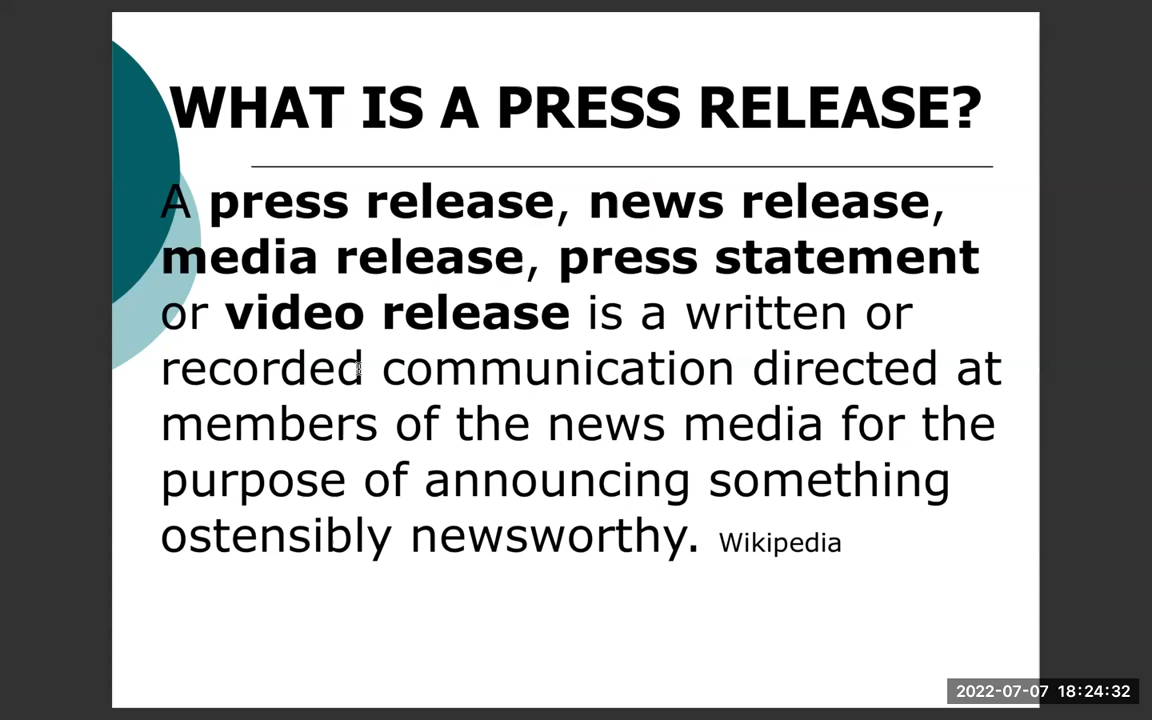 WHAT IS A PRESS RELEASE?
A press release, news release,
media release, press statement
or video release is a written or
recorded communication directed at
members of the news media for the
purpose of announcing something
ostensibly newsworthy. Wikipedia
2022-07-07 18:24:32